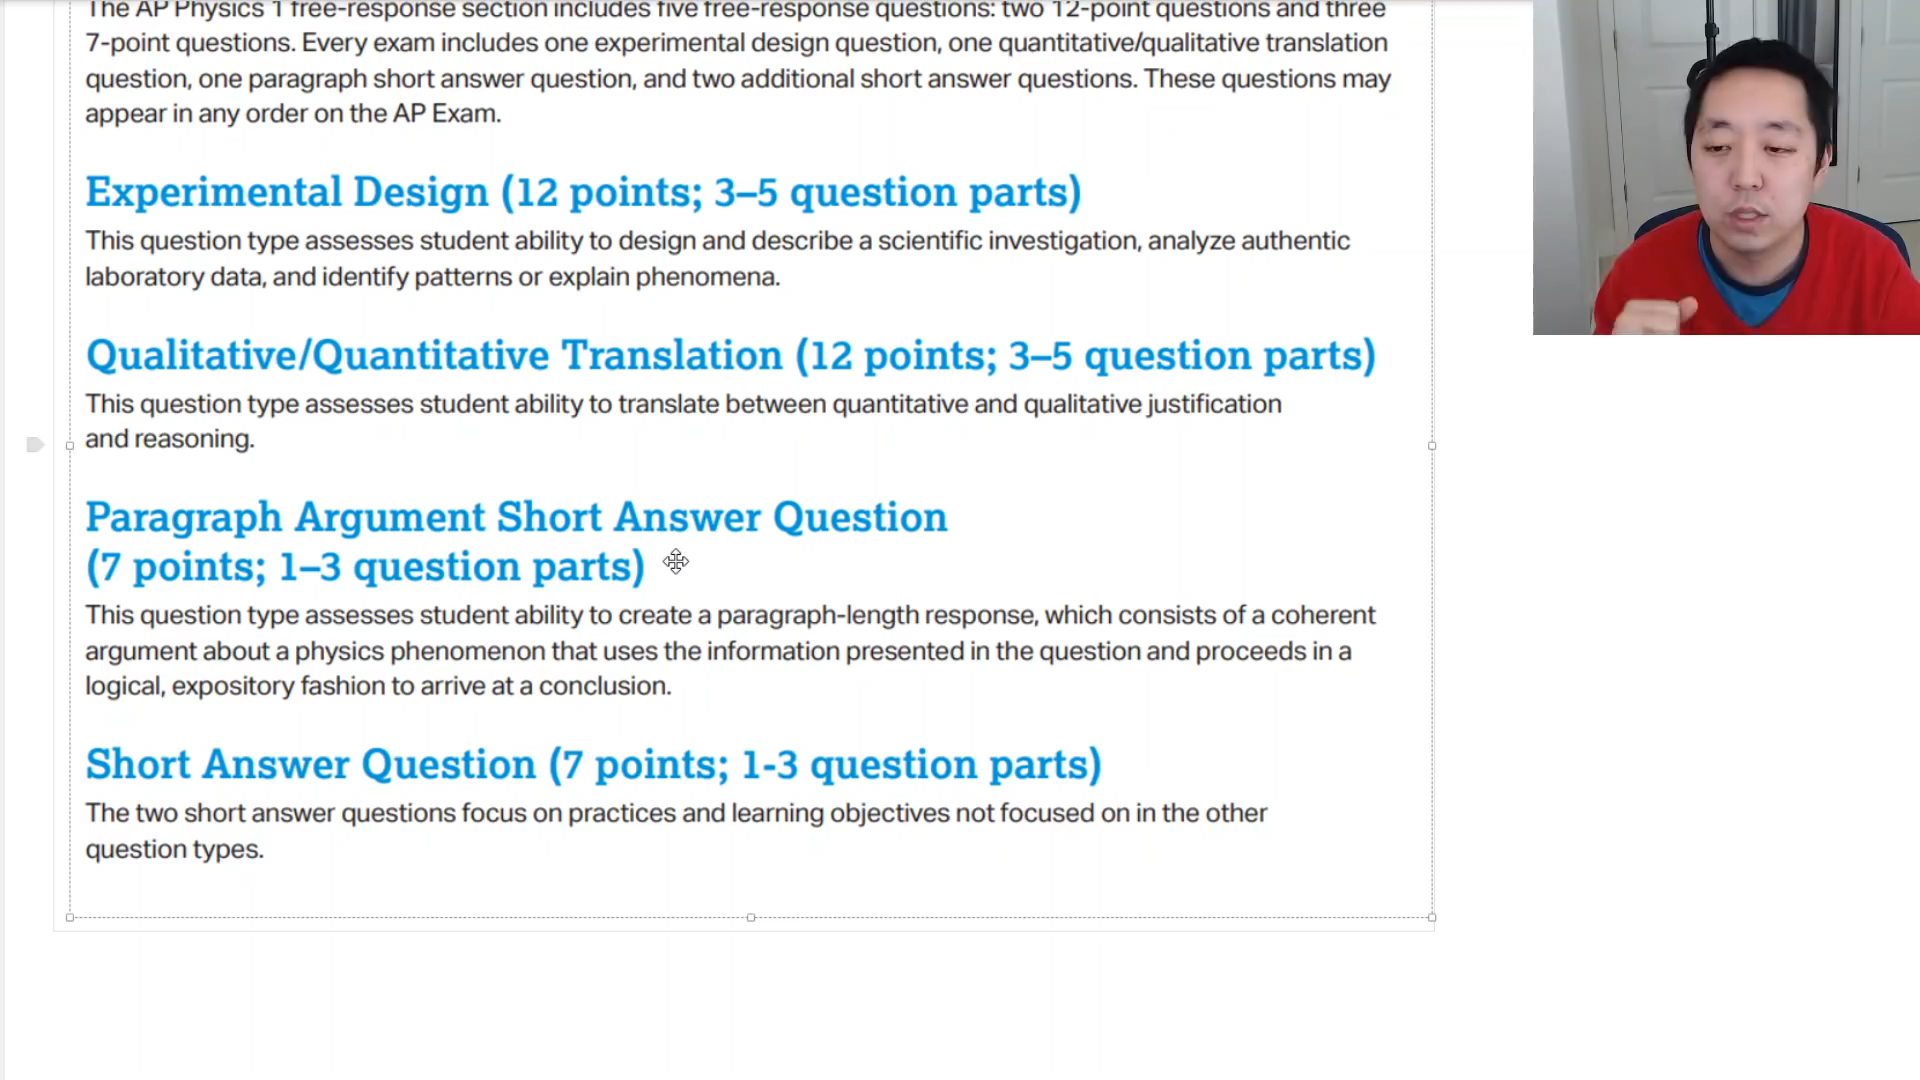 The AP Physics 1 free-response section includes five free-response questions: two 12-point questions and three
7-point questions. Every exam includes one experimental design question, one quantitative/qualitative translation
question, one paragraph short answer question, and two additional short answer questions. These questions may
appear in any order on the AP Exam.
Experimental Design (12 points; 3–5 question parts)
This question type assesses student ability to design and describe a scientific investigation, analyze authentic
laboratory data, and identify patterns or explain phenomena.
Qualitative/Quantitative Translation (12 points; 3–5 question parts)
This question type assesses student ability to translate between quantitative and qualitative justification
and reasoning.
Paragraph Argument Short Answer Question
(7 points; 1–3 question parts)
This question type assesses student ability to create a paragraph-length response, which consists of a coherent
argument about a physics phenomenon that uses the information presented in the question and proceeds in a
logical, expository fashion to arrive at a conclusion.
Short Answer Question (7 points; 1-3 question parts)
The two short answer questions focus on practices and learning objectives not focused on in the other
question types.